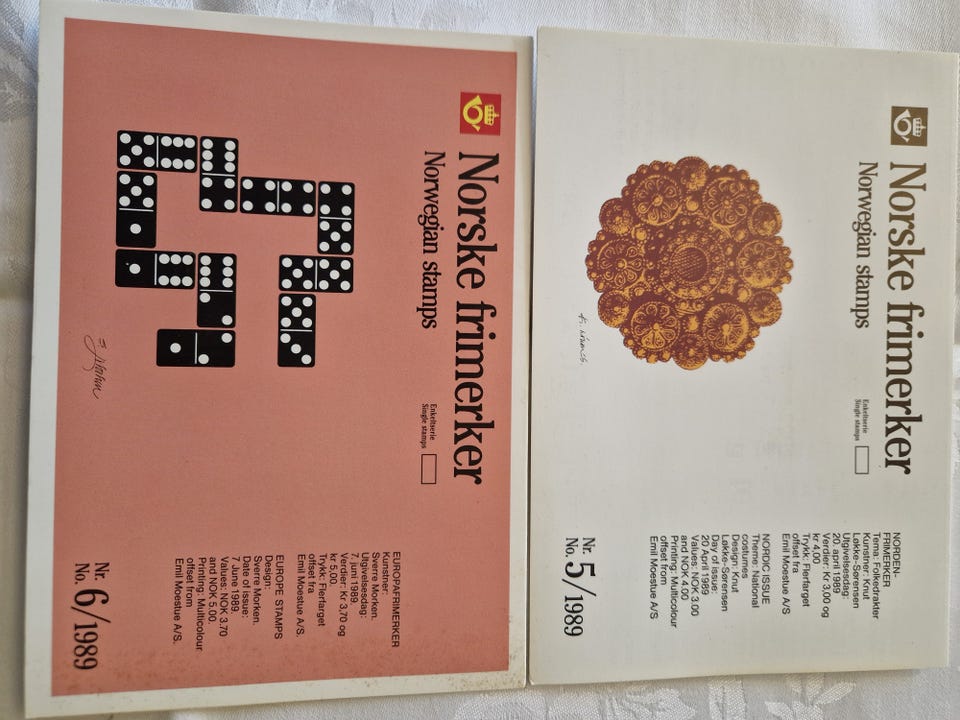 Norske frimerker
Norwegian stamps
Enkeltserie
Single stamps
NORDEN-
FRIMERKER
Tema: Folkedrakter
Kunstner: Knut
Løkke-Sørensen
Utgivelsesdag:
20. april 1989
Verdier: Kr 3,00 og
kr 4,00
Trykk: Flerfarget
offset fra
Emil Moestue A/S
NORDIC ISSUE
Theme: National
costumes
Design: Knut
Løkke-Sørensen
Day of issue:
20 April 1989
Values: NOK 3.00
and NOK 4.00
Printing: Multicolour
offset from
Emil Moestue A/S
Nr. 
No. 5/1989
Norske frimerker
Norwegian stamps
Enkeltserie
Single stamps
EUROPAFRIMERKER
Kunstner:
Sverre Morken.
Utgivelsesdag:
7. juni 1989.
Verdier: Kr 3,70 og
kr 5,00.
Trykk: Flerfarget
offset fra
Emil Moestue A/S.
EUROPE STAMPS
Design:
Sverre Morken.
Date of issue:
7 June 1989.
Values: NOK 3.70
and NOK 5.00.
Printing: Multicolour
offset from
Emil Moestue A/S.
Nr.
No. 6/1989